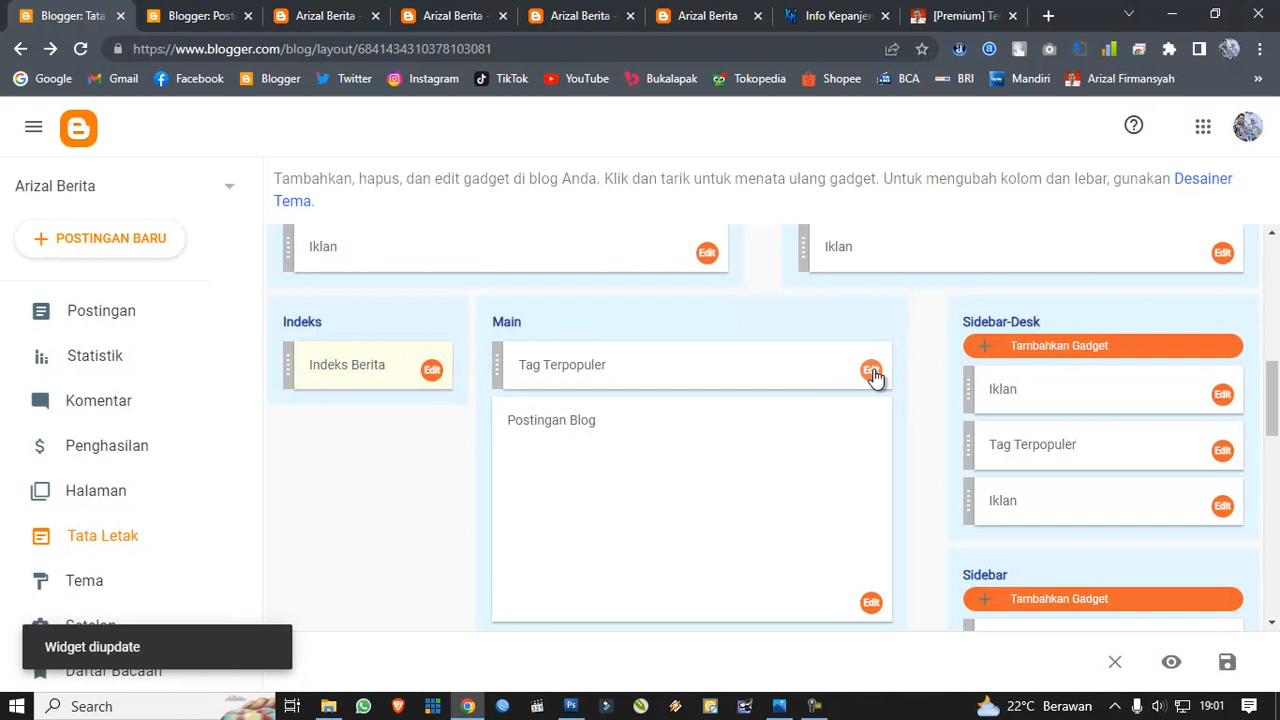 Blogger: Tata
Blogger: Post
Arizal Berita -
Arizal Berita -
Arizal Berita -
Arizal Berita
Info Kepanjen
[Premium] Te
https://www.blogger.com/blog/layout/6841434310378103081
Google
Gmail
Facebook
Blogger
Twitter
Instagram
TikTok
YouTube
Bukalapak
Tokopedia
Shopee
BCA
BRI
Mandiri
Arizal Firmansyah
Arizal Berita
POSTINGAN BARU
Postingan
Statistik
Komentar
Penghasilan
Halaman
Tata Letak
Tema
Setelan
Daftar Bacaan
Widget diupdate
Tambahkan, hapus, dan edit gadget di blog Anda. Klik dan tarik untuk menata ulang gadget. Untuk mengubah kolom dan lebar, gunakan Desainer
Tema.
Iklan
Edit
Iklan
Edit
Indeks
Indeks Berita
Edit
Main
Tag Terpopuler
Edit
Postingan Blog
Edit
Sidebar-Desk
Tambahkan Gadget
Iklan
Edit
Tag Terpopuler
Edit
Iklan
Edit
Sidebar
Tambahkan Gadget
Search
22°C Berawan
19:01